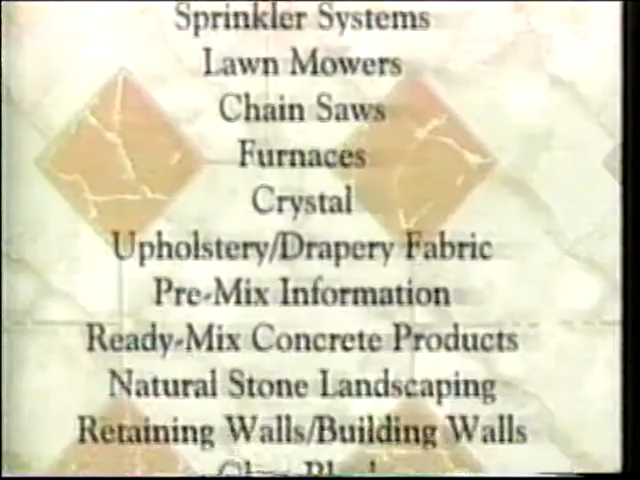 Sprinkler Systems
Lawn Mowers
Chain Saws
Furnaces
Crystal
Upholstery/Drapery Fabric
Pre-Mix Information
Ready-Mix Concrete Products
Natural Stone Landscaping
Retaining Walls/Building Walls